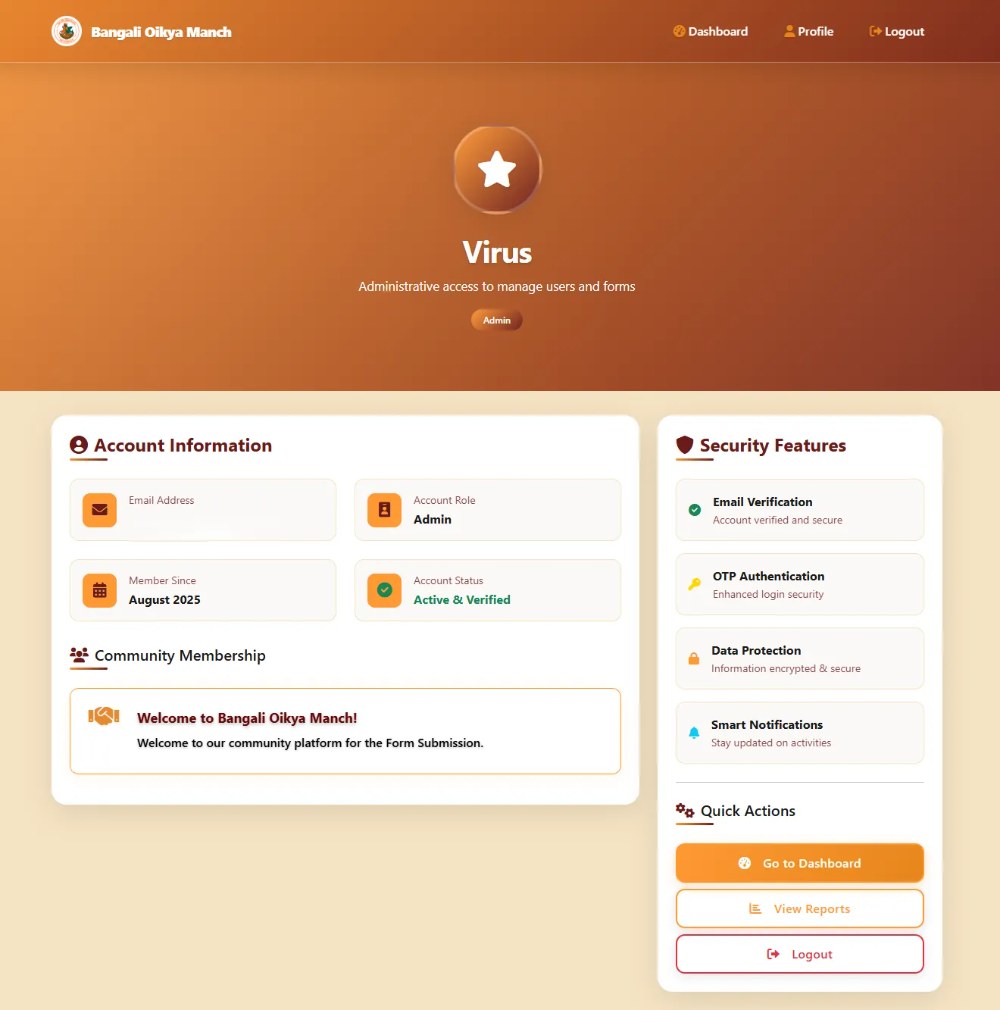 Bangali Oikya Manch
Dashboard
Profile
Logout
Virus
Administrative access to manage users and forms
Admin
Account Information
Email Address
Account Role
Admin
Member Since
August 2025
Account Status
Active & Verified
Community Membership
Welcome to Bangali Oikya Manch!
Welcome to our community platform for the Form Submission.
Security Features
Email Verification
Account verified and secure
OTP Authentication
Enhanced login security
Data Protection
Information encrypted & secure
Smart Notifications
Stay updated on activities
Quick Actions
Go to Dashboard
View Reports
Logout